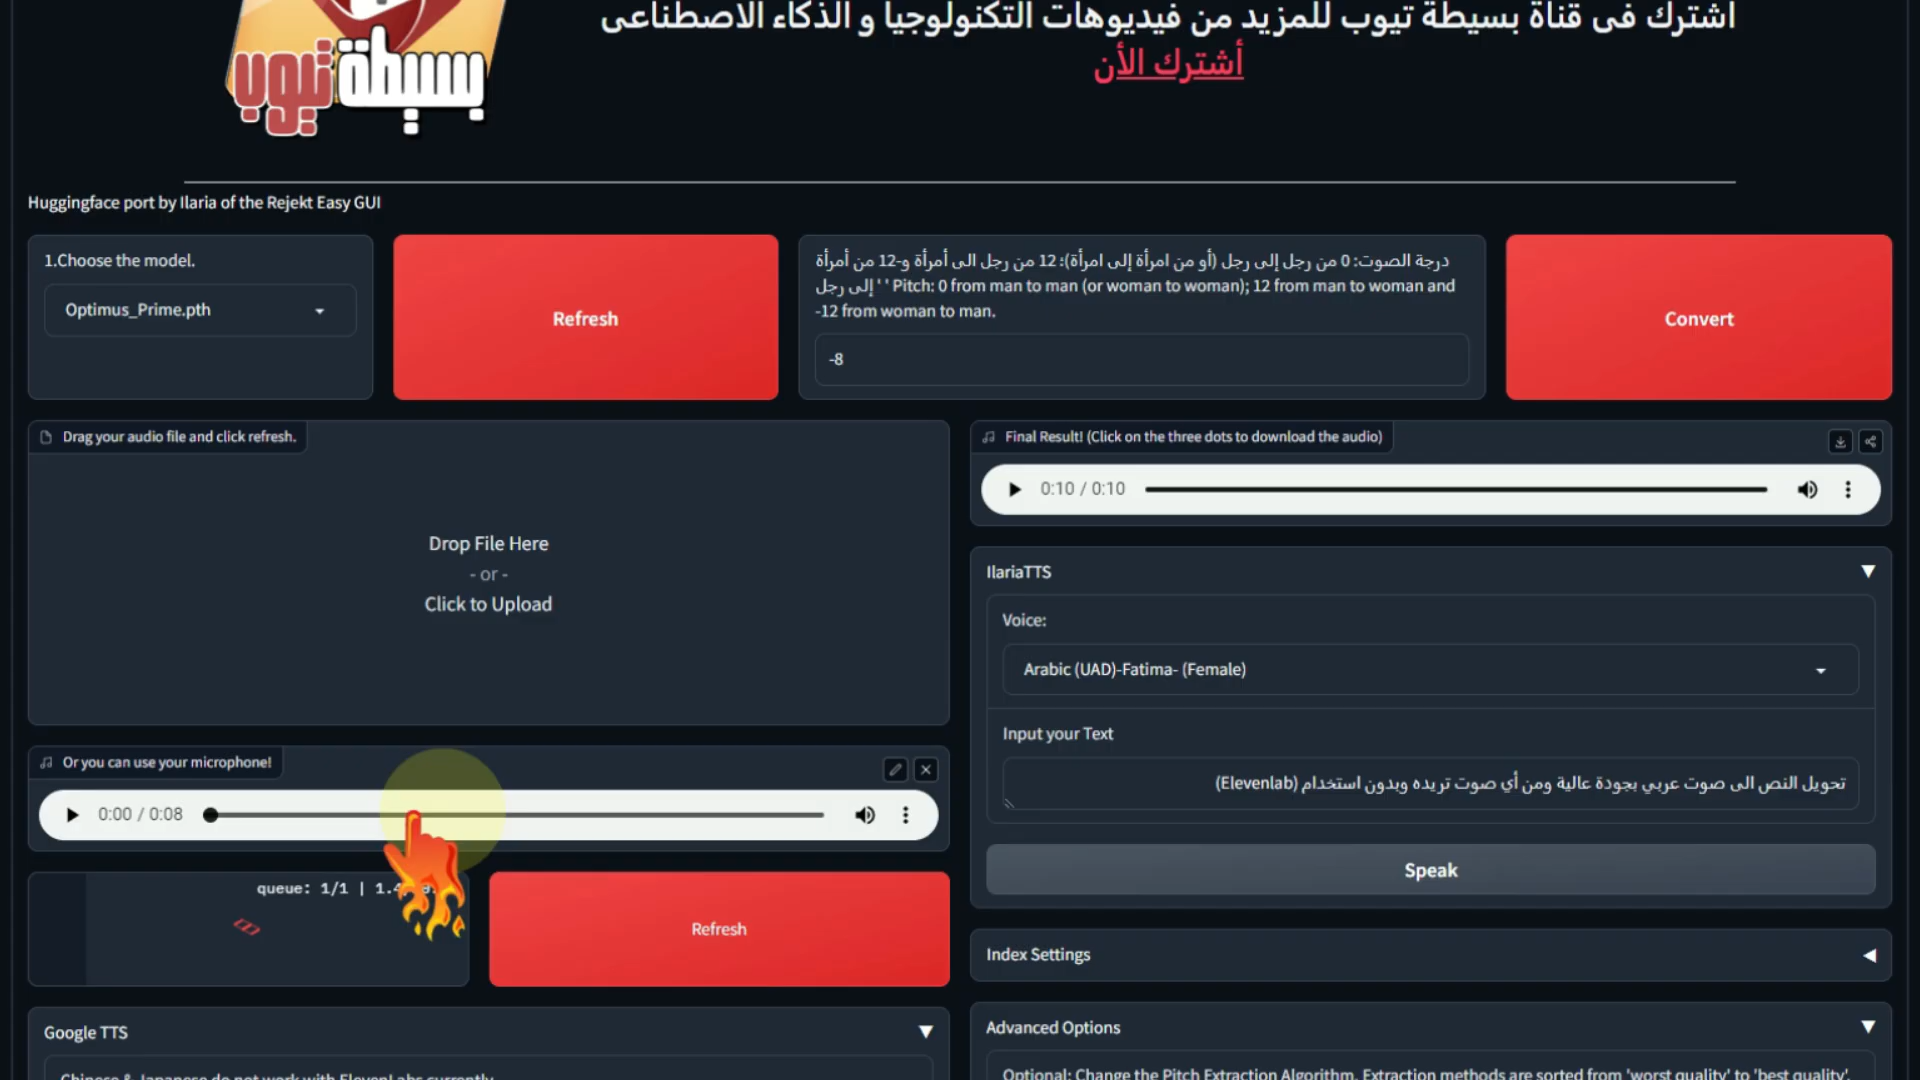 اشترك فى قناة بسيطة تيوب للمزيد من فيديوهات التكنولوجيا و الذكاء الاصطناعى
أشترك الأن
بسيطة تيوب
Huggingface port by Ilaria of the Rejekt Easy GUI
1.Choose the model.
Optimus_Prime.pth
Refresh
درجة الصوت: 0 من رجل إلى رجل (أو من امرأة إلى امرأة)؛ 12 من رجل الى أمرأة و-12 من أمرأة
إلى رجل ' ' Pitch: 0 from man to man (or woman to woman); 12 from man to woman and
-12 from woman to man.
-8
Convert
Drag your audio file and click refresh.
Drop File Here
- or -
Click to Upload
Final Result! (Click on the three dots to download the audio)
0:10 / 0:10
IlariaTTS
Voice:
Arabic (UAD)-Fatima- (Female)
Input your Text
تحويل النص الى صوت عربي بجودة عالية ومن أي صوت تريده وبدون استخدام (Elevenlab)
Speak
Or you can use your microphone!
0:00 / 0:08
queue: 1/1 |
Refresh
Index Settings
Google TTS
Chinese & Japanese do not work with ElevenLabs currently
Advanced Options
Optional: Change the Pitch Extraction Algorithm. Extraction methods are sorted from 'worst quality' to 'best quality'.